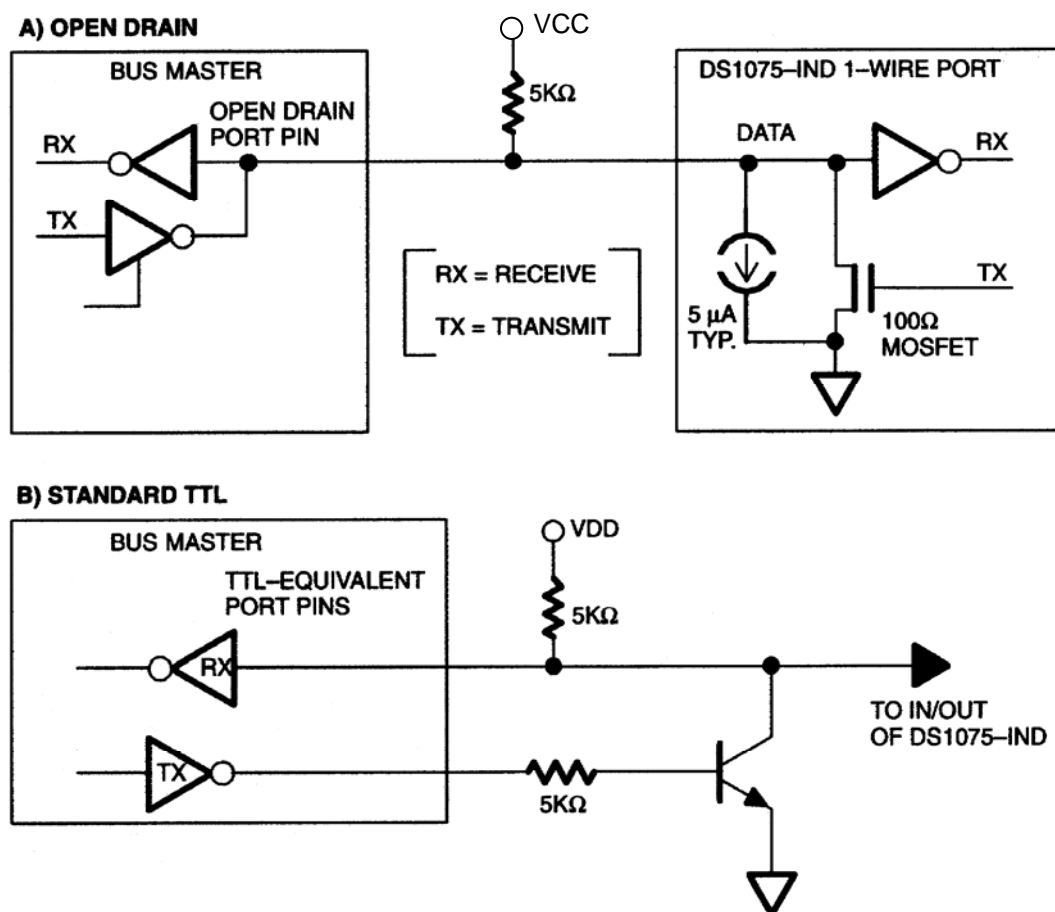 A) OPEN DRAIN
VCC
BUS MASTER
5KΩ
DS1075–IND 1–WIRE PORT
OPEN DRAIN
PORT PIN
RX
DATA
RX
TX
RX = RECEIVE
TX = TRANSMIT
TX
5 µA
TYP.
100Ω
MOSFET
B) STANDARD TTL
BUS MASTER
VDD
TTL–EQUIVALENT
PORT PINS
5KΩ
RX
TO IN/OUT
OF DS1075–IND
TX
5KΩ